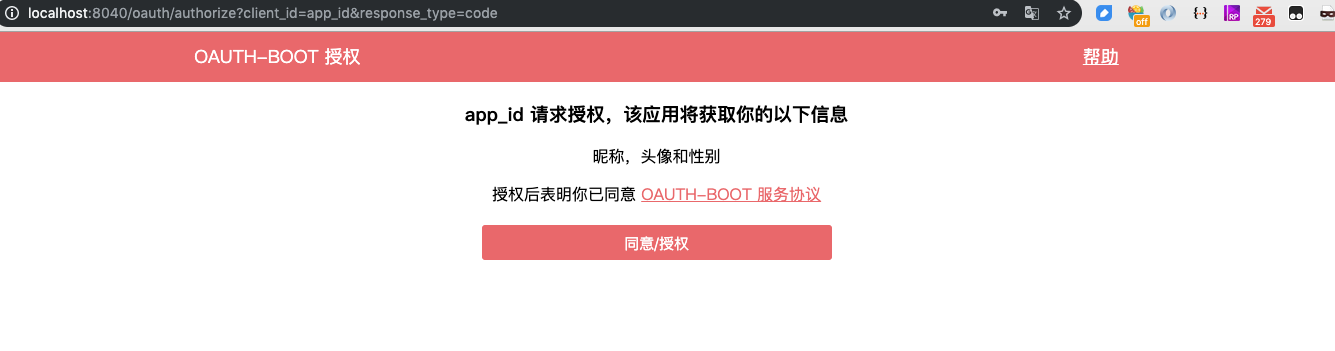 localhost:8040/oauth/authorize?client_id=app_id&response_type=code
off
RP
279
OAUTH-BOOT 授权 帮助
app_id 请求授权，该应用将获取你的以下信息
昵称，头像和性别
授权后表明你已同意 OAUTH-BOOT 服务协议
同意/授权